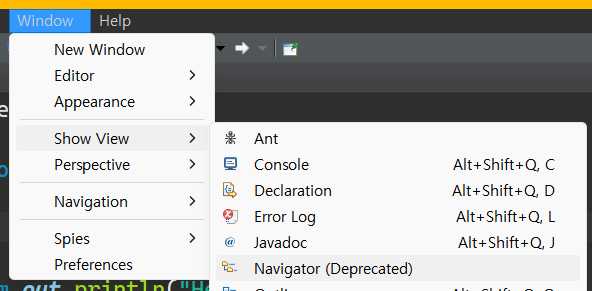 Window Help
New Window
Editor
Appearance
Show View
Perspective
Navigation
Spies
Preferences
Ant
Console Alt+Shift+Q, C
Declaration Alt+Shift+Q, D
Error Log Alt+Shift+Q, L
Javadoc Alt+Shift+Q, J
Navigator (Deprecated)
out.println("He